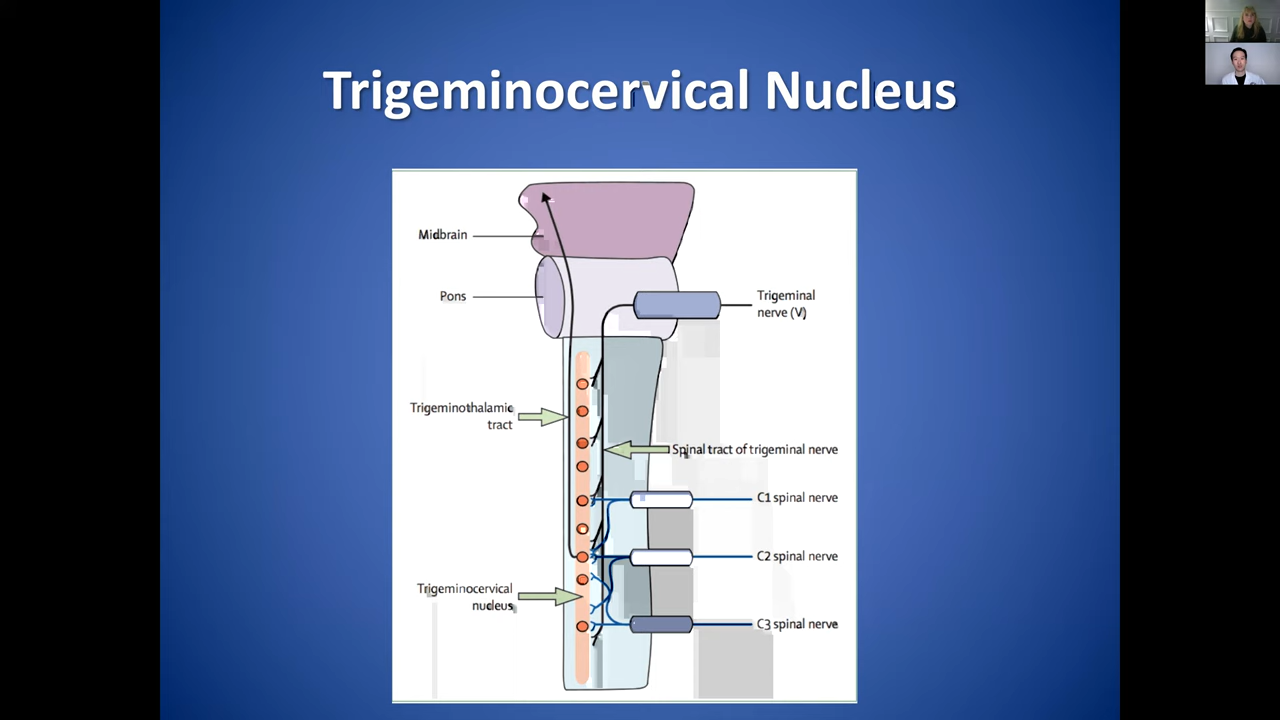 Trigeminocervical Nucleus
Midbrain
Pons
Trigeminal
nerve (V)
Trigeminothalamic
tract
Spinal tract of trigeminal nerve
C1 spinal nerve
C2 spinal nerve
Trigeminocervical
nucleus
C3 spinal nerve